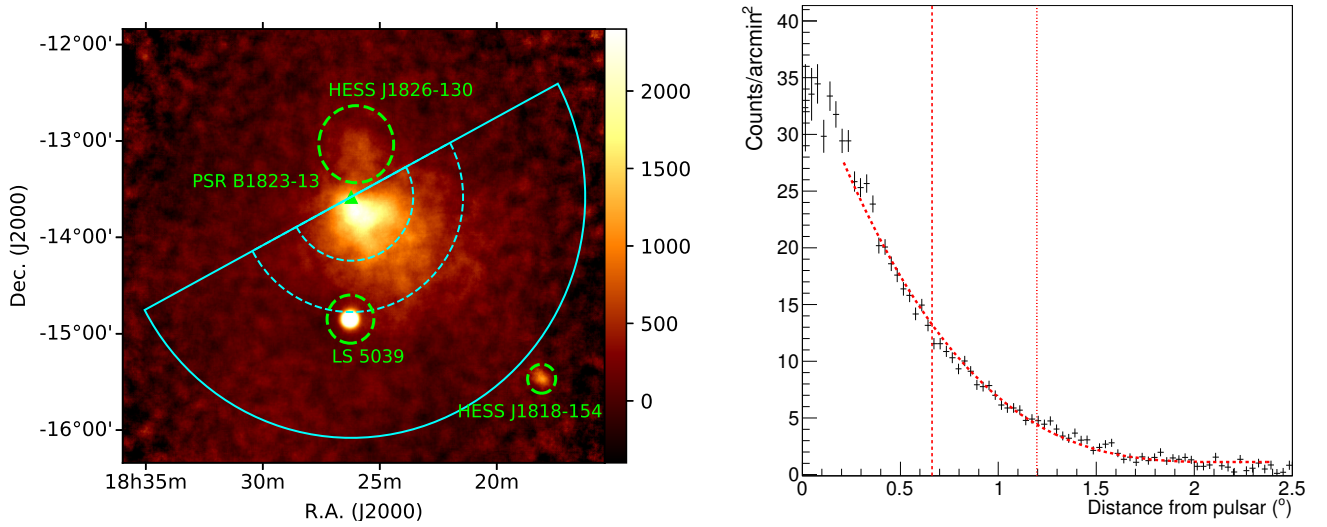 -12°00'
-13°00'
-14°00'
-15°00'
-16°00'
Dec. (J2000)
18h35m
30m
25m
20m
R.A. (J2000)
HESS J1826-130
PSR B1823-13
LS 5039
HESS J1818-154
2000
1500
1000
500
0
Counts/arcmin²
40
35
30
25
20
15
10
5
0
0
0.5
1
1.5
2
2.5
Distance from pulsar (°)